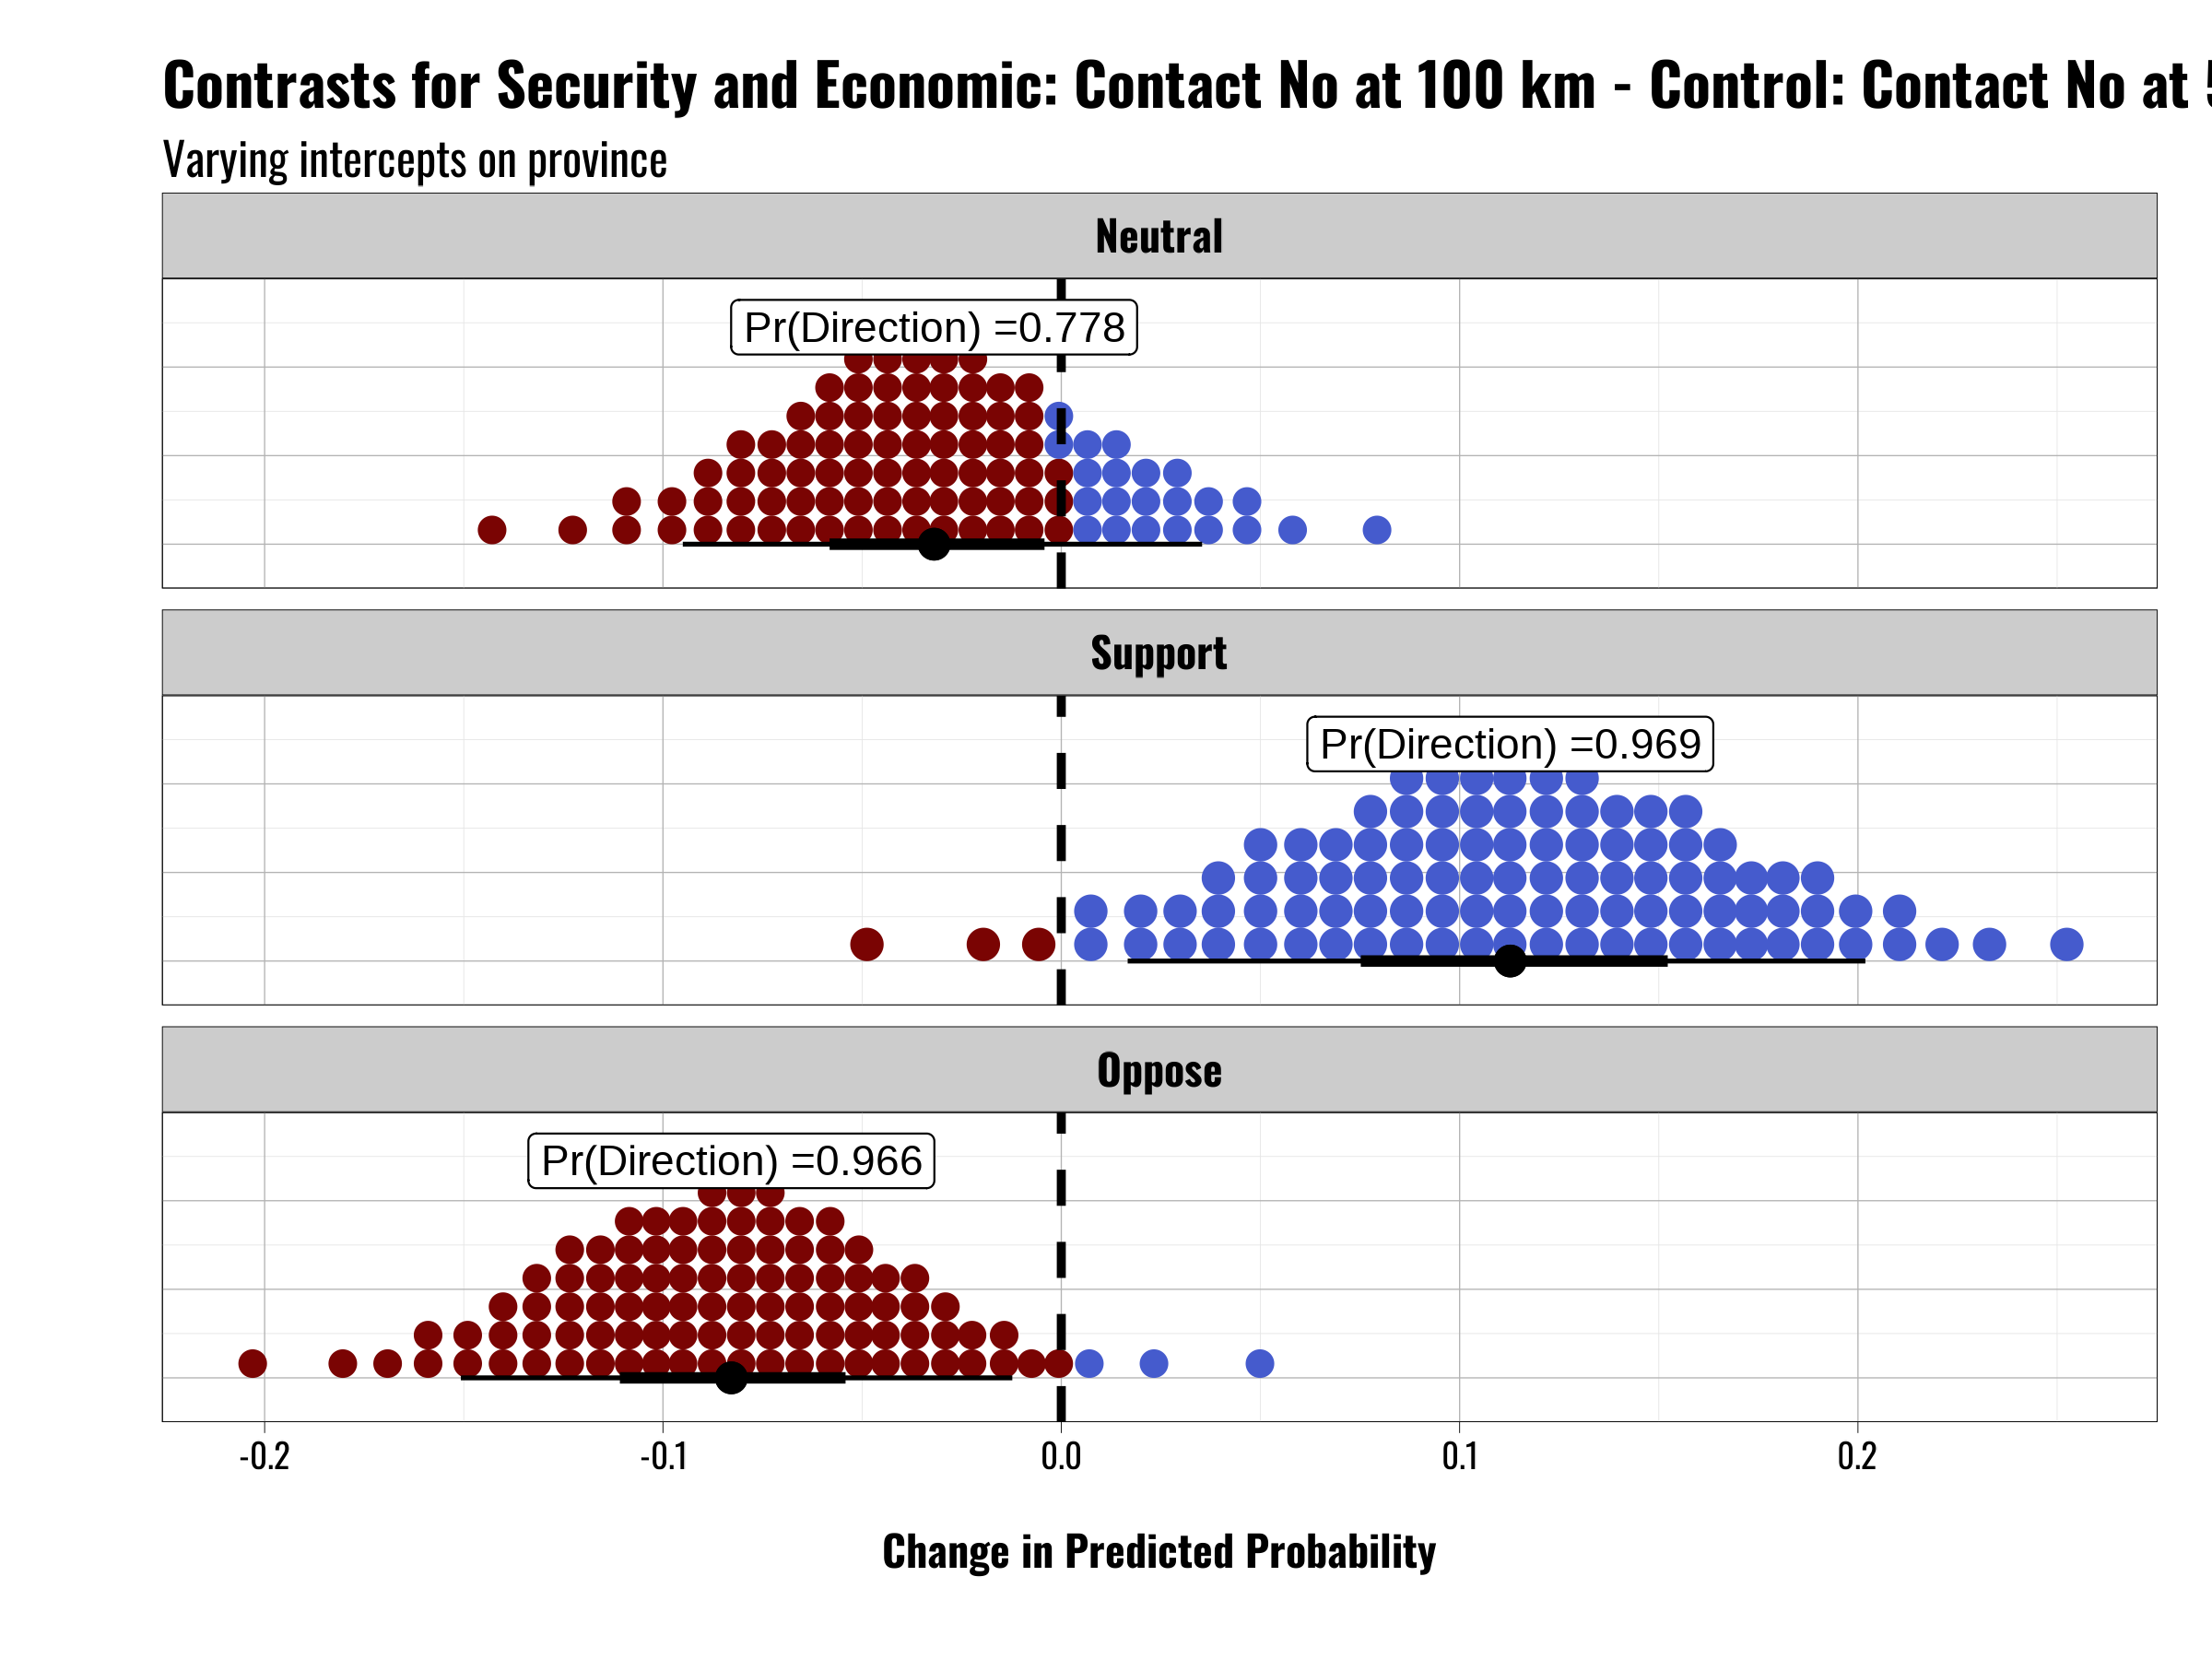 Contrasts for Security and Economic: Contact No at 100 km - Control: Contact No at
Varying intercepts on province
Neutral
Pr(Direction) =0.778
Support
Pr(Direction) =0.969
Oppose
Pr(Direction) =0.966
-0.2 -0.1 0.0 0.1 0.2
Change in Predicted Probability